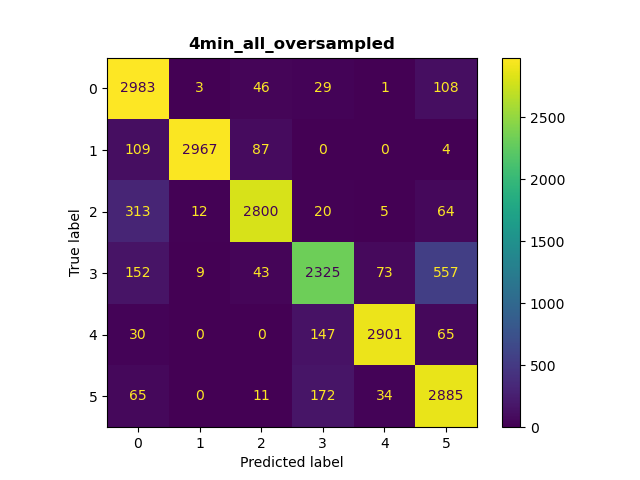 4min_all_oversampled
0 2983 3 46 29 1 108
1 109 2967 87 0 0 4
2 313 12 2800 20 5 64
3 152 9 43 2325 73 557
4 30 0 0 147 2901 65
5 65 0 11 172 34 2885
0 1 2 3 4 5
True label
Predicted label
2500
2000
1500
1000
500
0